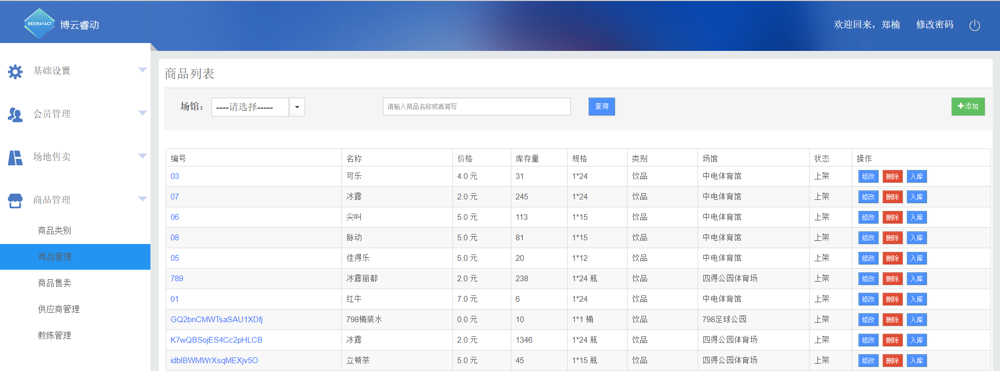 BESTRAYACT 博云睿动 欢迎回来，郑楠 修改密码
基础设置
会员管理
场地售卖
商品管理
商品类别
商品管理
商品售卖
供应商管理
教练管理
商品列表
场馆： ----请选择----- 请输入商品名称或者简写 查询 添加
编号 名称 价格 库存量 规格 类别 场馆 状态 操作
03 可乐 4.0 元 31 1*24 饮品 中电体育馆 上架 修改 删除 入库
07 冰露 2.0 元 245 1*24 饮品 中电体育馆 上架 修改 删除 入库
06 尖叫 5.0 元 113 1*15 饮品 中电体育馆 上架 修改 删除 入库
08 脉动 5.0 元 81 1*15 饮品 中电体育馆 上架 修改 删除 入库
05 佳得乐 5.0 元 20 1*12 饮品 中电体育馆 上架 修改 删除 入库
789 冰露丽都 2.0 元 238 1*24 瓶 饮品 四得公园体育场 上架 修改 删除 入库
01 红牛 7.0 元 6 1*24 饮品 中电体育馆 上架 修改 删除 入库
GQ2bnCMWTsaSAU1XDfj 798桶装水 0.0 元 10 1*1 桶 饮品 798足球公园 上架 修改 删除 入库
K7wQBSojES4Cc2pHLCB 冰露 2.0 元 1346 1*24 瓶 饮品 四得公园体育场 上架 修改 删除 入库
idbIBWMWrXsqMEXjv5O 立顿茶 5.0 元 45 1*15 瓶 饮品 四得公园体育场 上架 修改 删除 入库